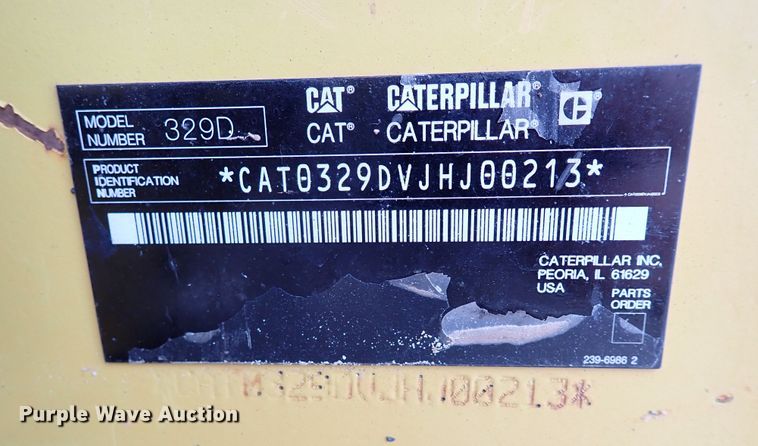 CAT® CATERPILLAR®
CAT® CATERPILLAR®
MODEL NUMBER 329D
PRODUCT IDENTIFICATION NUMBER *CAT0329DVJHJ00213*
CATERPILLAR INC.
PEORIA, IL 61629
USA
PARTS ORDER
239-6986 2
CAT0329DVJHJ00213*
Purple Wave Auction